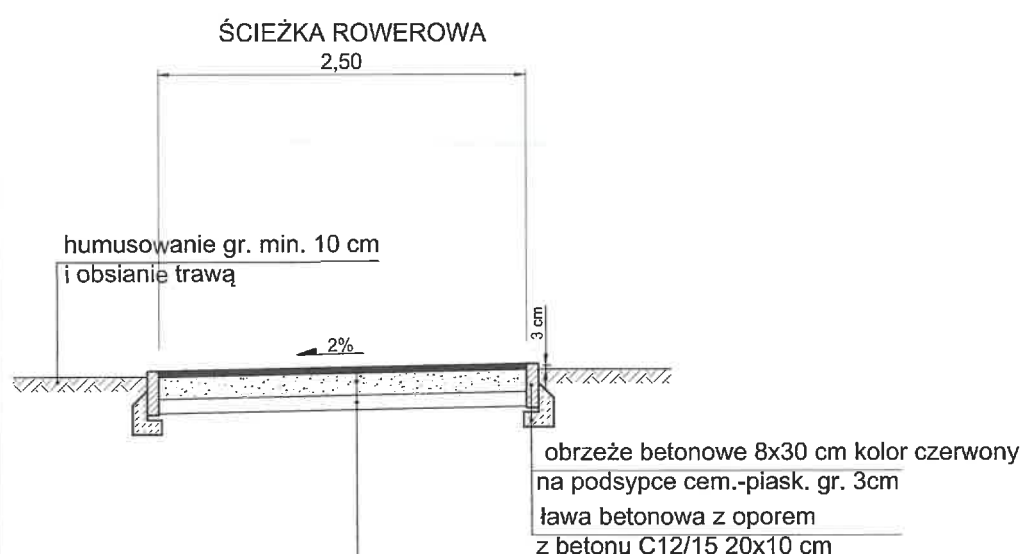 ŚCIEŻKA ROWEROWA
2,50
humusowanie gr. min. 10 cm
i obsianie trawą
3 cm
2%
obrzeże betonowe 8x30 cm kolor czerwony
na podsypce cem.-piask. gr. 3cm
ława betonowa z oporem
z betonu C12/15 20x10 cm